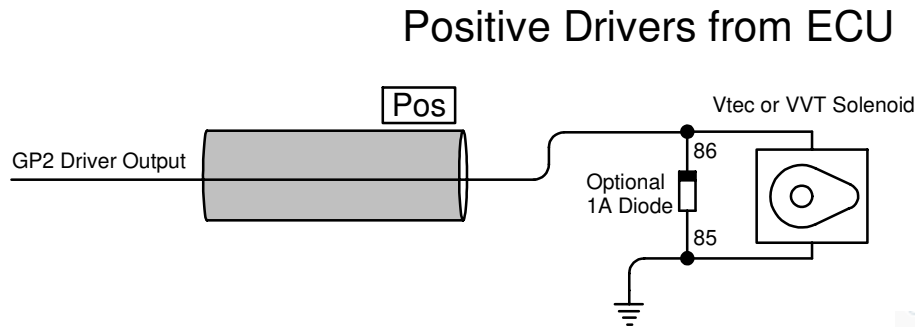 Positive Drivers from ECU
Pos
Vtec or VVT Solenoid
GP2 Driver Output
86
Optional
1A Diode
85